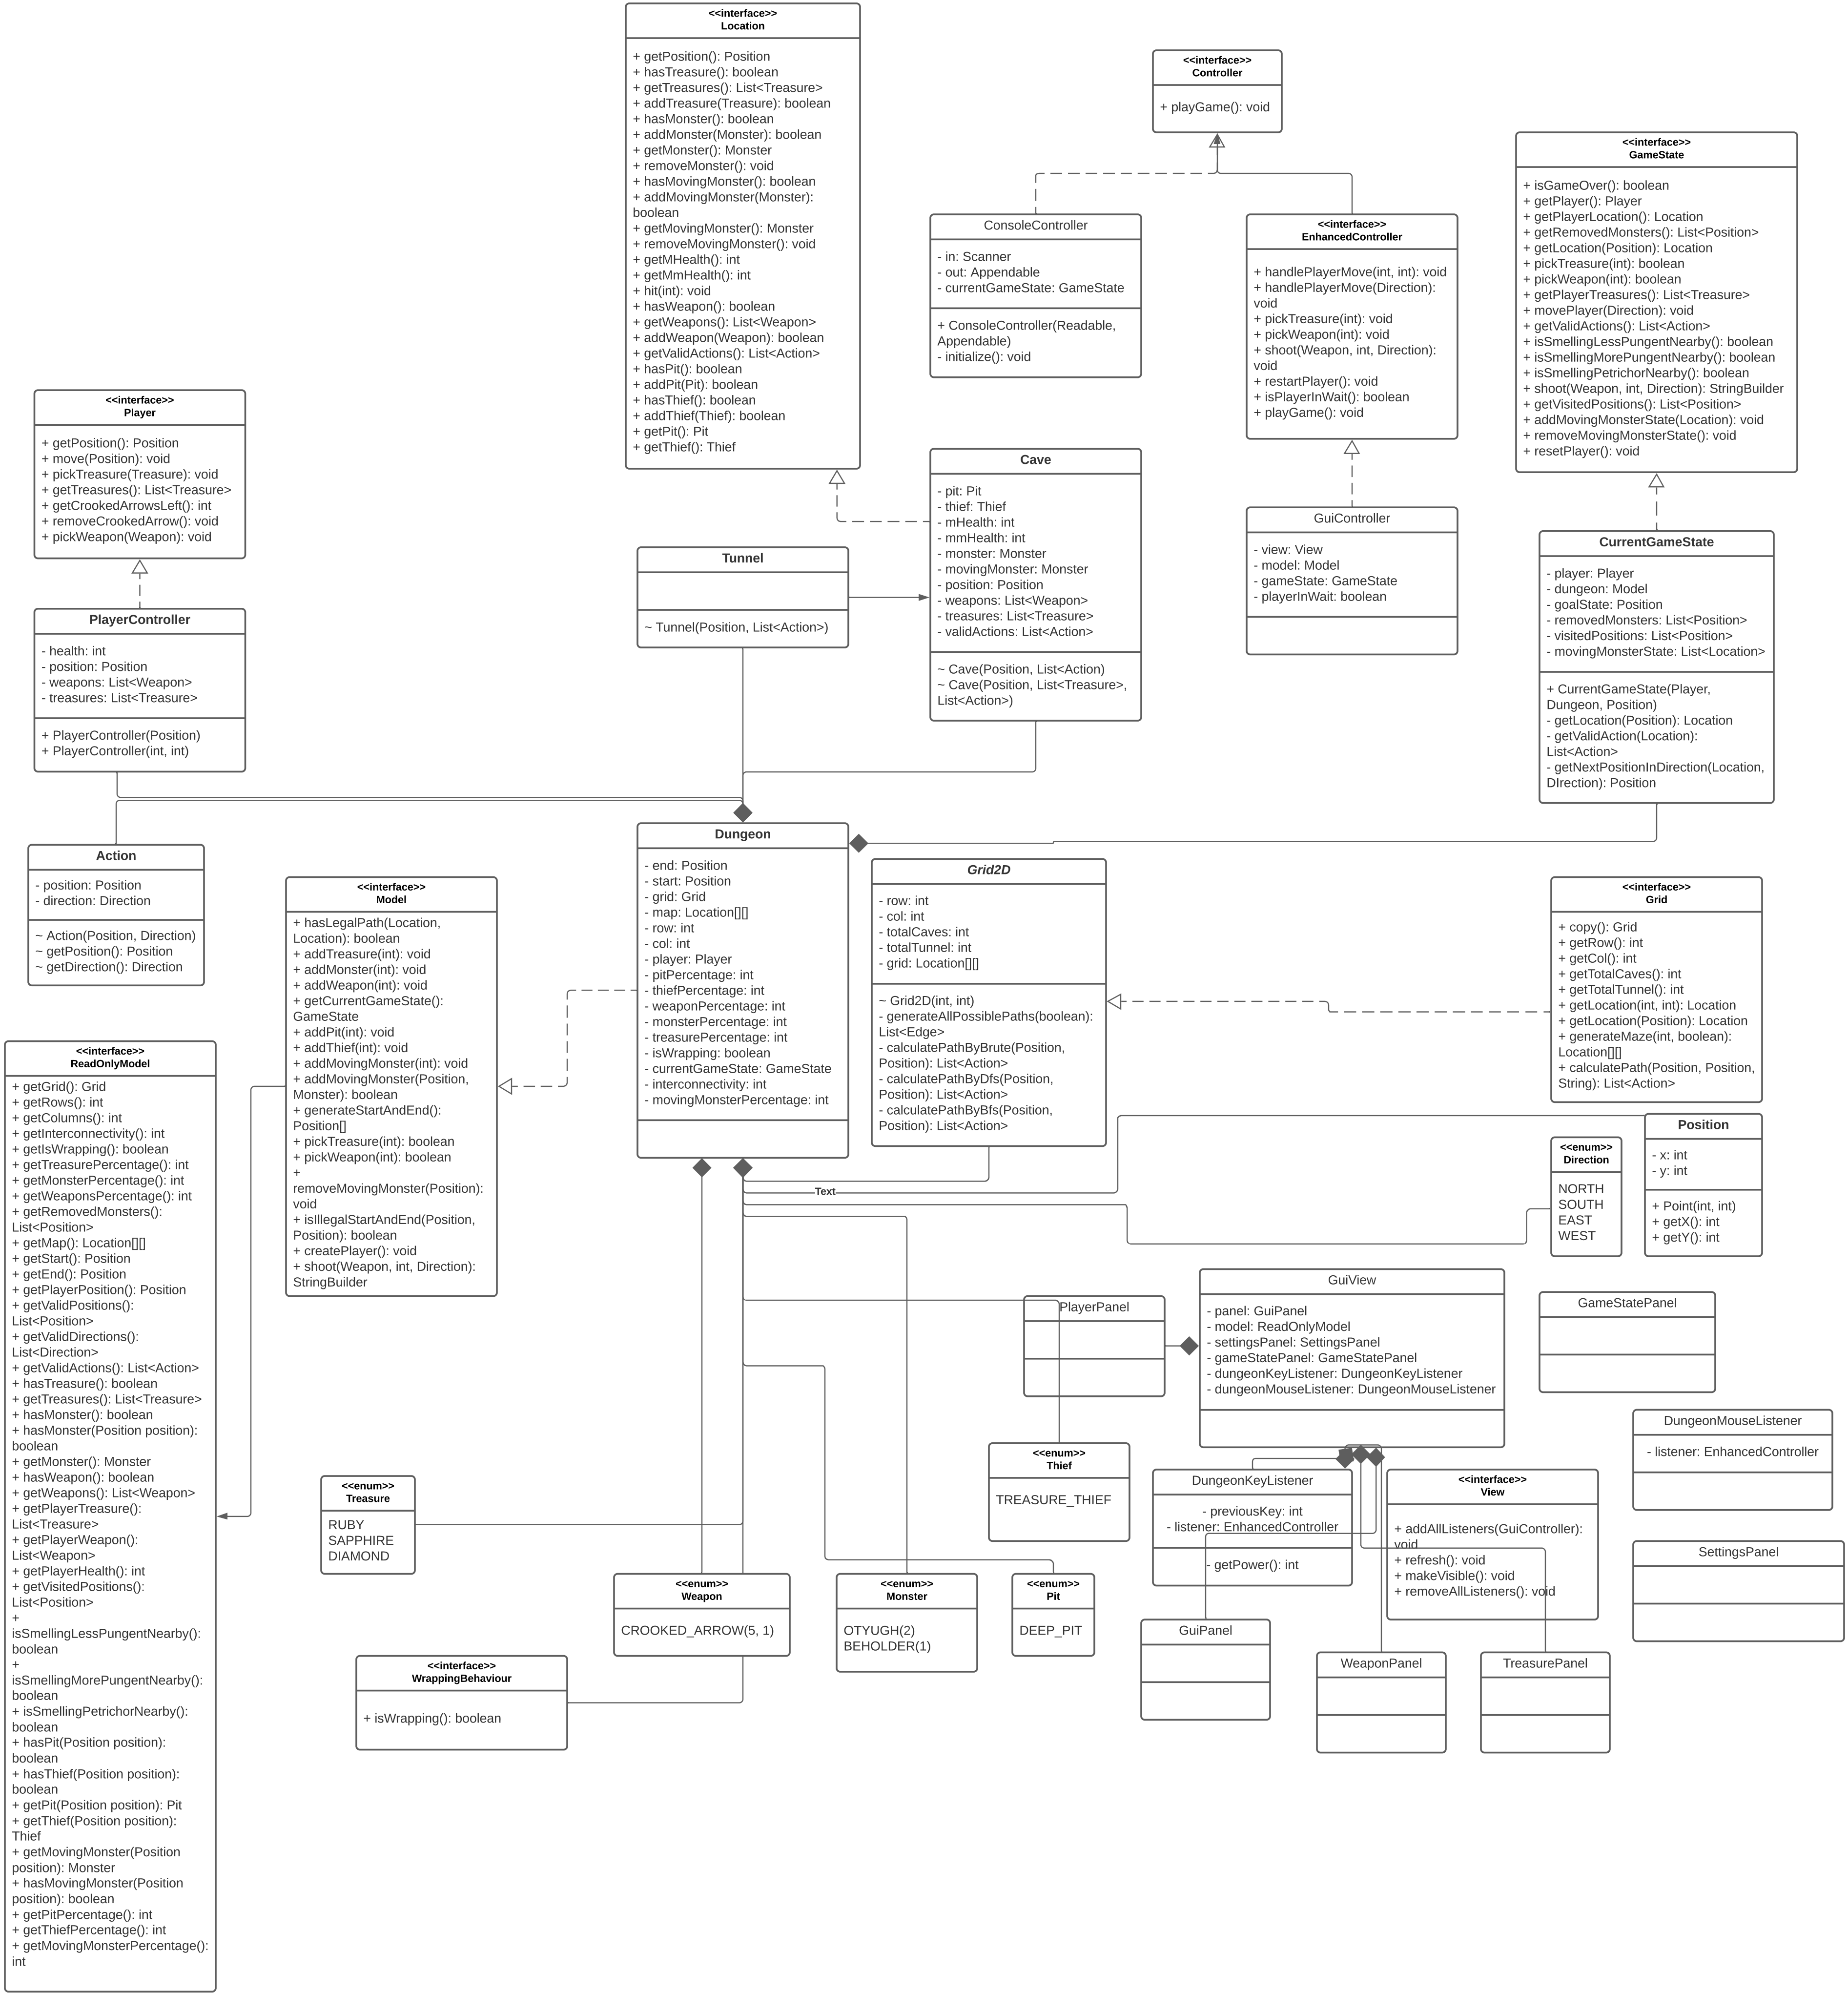 <<interface>>
Location
+ getPosition(): Position
+ hasTreasure(): boolean
+ getTreasures(): List<Treasure>
+ addTreasure(Treasure): boolean
+ hasMonster(): boolean
+ addMonster(Monster): boolean
+ getMonster(): Monster
+ removeMonster(): void
+ hasMovingMonster(): boolean
+ addMovingMonster(Monster):
boolean
+ getMovingMonster(): Monster
+ removeMovingMonster(): void
+ getMHealth(): int
+ getMmHealth(): int
+ hit(int): void
+ hasWeapon(): boolean
+ getWeapons(): List<Weapon>
+ addWeapon(Weapon): boolean
+ getValidActions(): List<Action>
+ hasPit(): boolean
+ addPit(Pit): boolean
+ hasThief(): boolean
+ addThief(Thief): boolean
+ getPit(): Pit
+ getThief(): Thief
<<interface>>
Controller
+ playGame(): void
<<interface>>
GameState
+ isGameOver(): boolean
+ getPlayer(): Player
+ getPlayerLocation(): Location
+ getRemovedMonsters(): List<Position>
+ getLocation(Position): Location
+ pickTreasure(int): boolean
+ pickWeapon(int): boolean
+ getPlayerTreasures(): List<Treasure>
+ movePlayer(Direction): void
+ getValidActions(): List<Action>
+ isSmellingLessPungentNearby(): boolean
+ isSmellingMorePungentNearby(): boolean
+ isSmellingPetrichorNearby(): boolean
+ shoot(Weapon, int, Direction): StringBuilder
+ getVisitedPositions(): List<Position>
+ addMovingMonsterState(Location): void
+ removeMovingMonsterState(): void
+ resetPlayer(): void
ConsoleController
- in: Scanner
- out: Appendable
- currentGameState: GameState
+ ConsoleController(Readable,
Appendable)
- initialize(): void
<<interface>>
EnhancedController
+ handlePlayerMove(int, int): void
+ handlePlayerMove(Direction):
void
+ pickTreasure(int): void
+ pickWeapon(int): void
+ shoot(Weapon, int, Direction):
void
+ restartPlayer(): void
+ isPlayerInWait(): boolean
+ playGame(): void
<<interface>>
Player
+ getPosition(): Position
+ move(Position): void
+ pickTreasure(Treasure): void
+ getTreasures(): List<Treasure>
+ getCrookedArrowsLeft(): int
+ removeCrookedArrow(): void
+ pickWeapon(Weapon): void
Cave
- pit: Pit
- thief: Thief
- mHealth: int
- mmHealth: int
- monster: Monster
- movingMonster: Monster
- position: Position
- weapons: List<Weapon>
- treasures: List<Treasure>
- validActions: List<Action>
~ Cave(Position, List<Action)
~ Cave(Position, List<Treasure>,
List<Action>)
GuiController
- view: View
- model: Model
- gameState: GameState
- playerInWait: boolean
CurrentGameState
- player: Player
- dungeon: Model
- goalState: Position
- removedMonsters: List<Position>
- visitedPositions: List<Position>
- movingMonsterState: List<Location>
+ CurrentGameState(Player,
Dungeon, Position)
- getLocation(Position): Location
- getValidAction(Location):
List<Action>
- getNextPositionInDirection(Location,
DIrection): Position
Tunnel
~ Tunnel(Position, List<Action>)
PlayerController
- health: int
- position: Position
- weapons: List<Weapon>
- treasures: List<Treasure>
+ PlayerController(Position)
+ PlayerController(int, int)
Action
- position: Position
- direction: Direction
~ Action(Position, Direction)
~ getPosition(): Position
~ getDirection(): Direction
<<interface>>
Model
+ hasLegalPath(Location,
Location): boolean
+ addTreasure(int): void
+ addMonster(int): void
+ addWeapon(int): void
+ getCurrentGameState():
GameState
+ addPit(int): void
+ addThief(int): void
+ addMovingMonster(int): void
+ addMovingMonster(Position,
Monster): boolean
+ generateStartAndEnd():
Position[]
+ pickTreasure(int): boolean
+ pickWeapon(int): boolean
+
removeMovingMonster(Position):
void
+ isIllegalStartAndEnd(Position,
Position): boolean
+ createPlayer(): void
+ shoot(Weapon, int, Direction):
StringBuilder
Dungeon
- end: Position
- start: Position
- grid: Grid
- map: Location[][]
- row: int
- col: int
- player: Player
- pitPercentage: int
- thiefPercentage: int
- weaponPercentage: int
- monsterPercentage: int
- treasurePercentage: int
- isWrapping: boolean
- currentGameState: GameState
- interconnectivity: int
- movingMonsterPercentage: int
Grid2D
- row: int
- col: int
- totalCaves: int
- totalTunnel: int
- grid: Location[][]
~ Grid2D(int, int)
- generateAllPossiblePaths(boolean):
List<Edge>
- calculatePathByBrute(Position,
Position): List<Action>
- calculatePathByDfs(Position,
Position): List<Action>
- calculatePathByBfs(Position,
Position): List<Action>
<<interface>>
Grid
+ copy(): Grid
+ getRow(): int
+ getCol(): int
+ getTotalCaves(): int
+ getTotalTunnel(): int
+ getLocation(int, int): Location
+ getLocation(Position): Location
+ generateMaze(int, boolean):
Location[][]
+ calculatePath(Position, Position,
String): List<Action>
<<interface>>
ReadOnlyModel
+ getGrid(): Grid
+ getRows(): int
+ getColumns(): int
+ getInterconnectivity(): int
+ getIsWrapping(): boolean
+ getTreasurePercentage(): int
+ getMonsterPercentage(): int
+ getWeaponsPercentage(): int
+ getRemovedMonsters():
List<Position>
+ getMap(): Location[][]
+ getStart(): Position
+ getEnd(): Position
+ getPlayerPosition(): Position
+ getValidPositions():
List<Position>
+ getValidDirections():
List<Direction>
+ getValidActions(): List<Action>
+ hasTreasure(): boolean
+ getTreasures(): List<Treasure>
+ hasMonster(): boolean
+ hasMonster(Position position):
boolean
+ getMonster(): Monster
+ hasWeapon(): boolean
+ getWeapons(): List<Weapon>
+ getPlayerTreasure():
List<Treasure>
+ getPlayerWeapon():
List<Weapon>
+ getPlayerHealth(): int
+ getVisitedPositions():
List<Position>
+
isSmellingLessPungentNearby():
boolean
+
isSmellingMorePungentNearby():
boolean
+ isSmellingPetrichorNearby():
boolean
+ hasPit(Position position):
boolean
+ hasThief(Position position):
boolean
+ getPit(Position position): Pit
+ getThief(Position position):
Thief
+ getMovingMonster(Position
position): Monster
+ hasMovingMonster(Position
position): boolean
+ getPitPercentage(): int
+ getThiefPercentage(): int
+ getMovingMonsterPercentage():
int
Text
<<enum>>
Direction
NORTH
SOUTH
EAST
WEST
Position
- x: int
- y: int
+ Point(int, int)
+ getX(): int
+ getY(): int
PlayerPanel
GuiView
- panel: GuiPanel
- model: ReadOnlyModel
- settingsPanel: SettingsPanel
- gameStatePanel: GameStatePanel
- dungeonKeyListener: DungeonKeyListener
- dungeonMouseListener: DungeonMouseListener
GameStatePanel
DungeonMouseListener
- listener: EnhancedController
SettingsPanel
<<enum>>
Thief
TREASURE_THIEF
DungeonKeyListener
- previousKey: int
- listener: EnhancedController
- getPower(): int
<<interface>>
View
+ addAllListeners(GuiController):
void
+ refresh(): void
+ makeVisible(): void
+ removeAllListeners(): void
<<enum>>
Treasure
RUBY
SAPPHIRE
DIAMOND
<<enum>>
Weapon
CROOKED_ARROW(5, 1)
<<enum>>
Monster
OTYUGH(2)
BEHOLDER(1)
<<enum>>
Pit
DEEP_PIT
GuiPanel
WeaponPanel
TreasurePanel
<<interface>>
WrappingBehaviour
+ isWrapping(): boolean